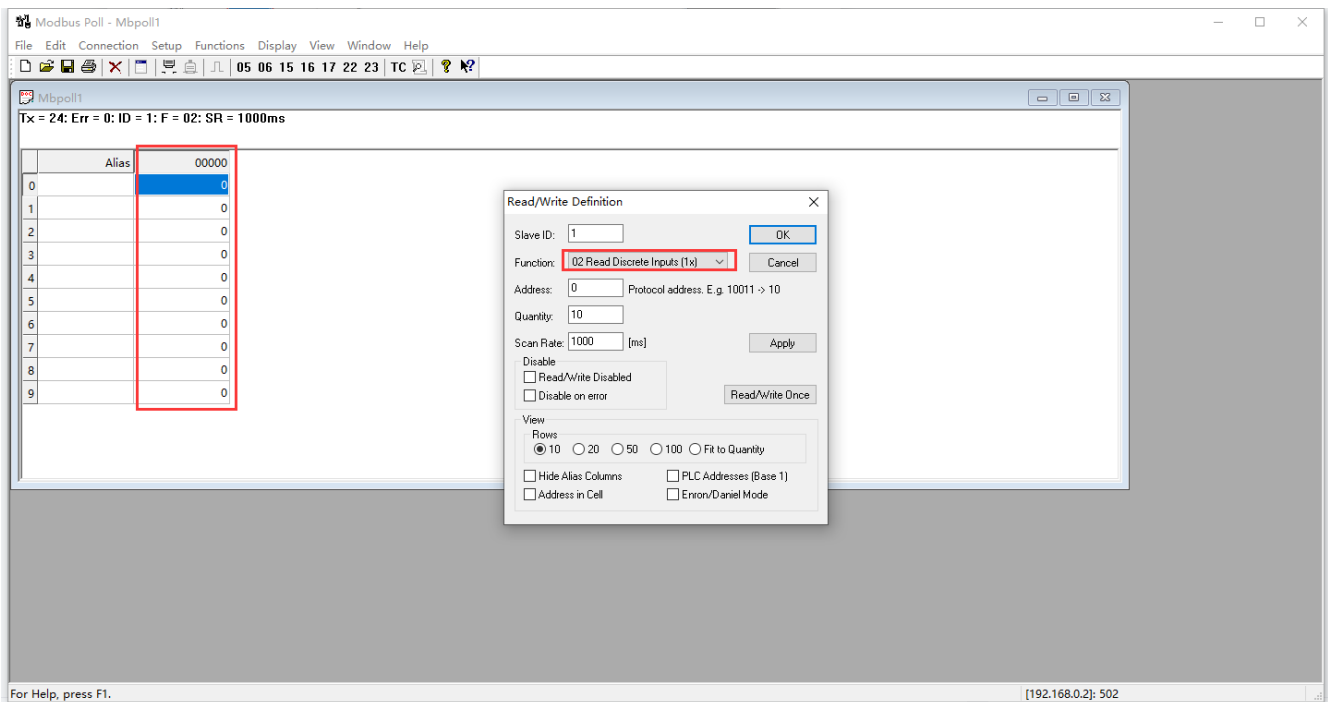 Modbus Poll - Mbpoll1
File Edit Connection Setup Functions Display View Window Help
05 06 15 16 17 22 23 TC
Mbpoll1
Tx = 24: Err = 0: ID = 1: F = 02: SR = 1000ms
Alias 00000
0 0
1 0
2 0
3 0
4 0
5 0
6 0
7 0
8 0
9 0
Read/Write Definition
Slave ID: 1 OK
Function: 02 Read Discrete Inputs (1x) Cancel
Address: 0 Protocol address. E.g. 10011 -> 10
Quantity: 10
Scan Rate: 1000 [ms] Apply
Disable
Read/Write Disabled
Disable on error Read/Write Once
View
Rows
10 20 50 100 Fit to Quantity
Hide Alias Columns PLC Addresses (Base 1)
Address in Cell Enron/Daniel Mode
For Help, press F1. [192.168.0.2]: 502